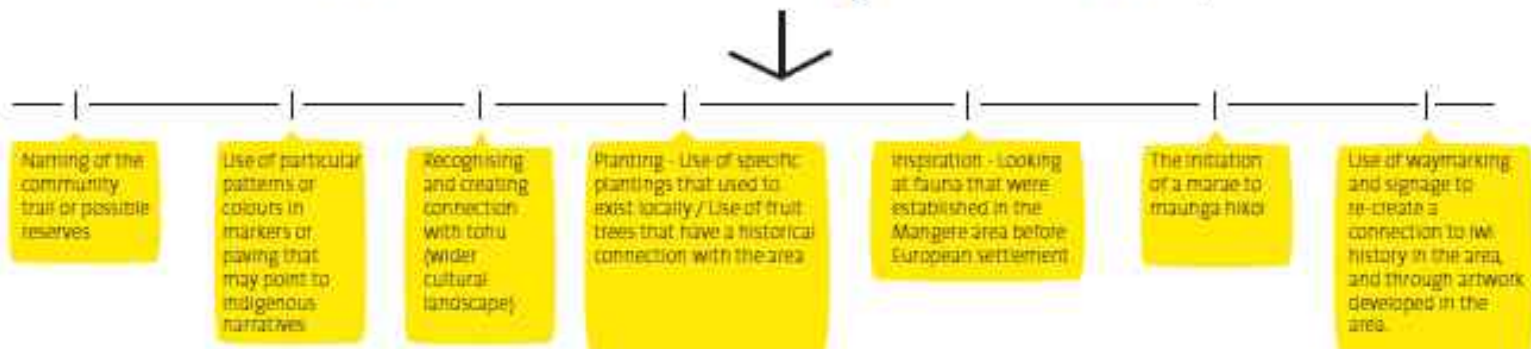 Naming of the
community
trail or possible
reserves
Use of particular
patterns or
colours in
markers or
paving that
may point to
indigenous
narratives
Recognising
and creating
connection
with tohu
(wider
cultural
landscape)
Planting - Use of specific
plantings that used to
exist locally / Use of fruit
trees that have a historical
connection with the area
Inspiration - Looking
at fauna that were
established in the
Mangere area before
European settlement
The initiation
of a marae to
maunga hikoi
Use of waymarking
and signage to
re-create a
connection to iwi
history in the area,
and through artwork
developed in the
area.